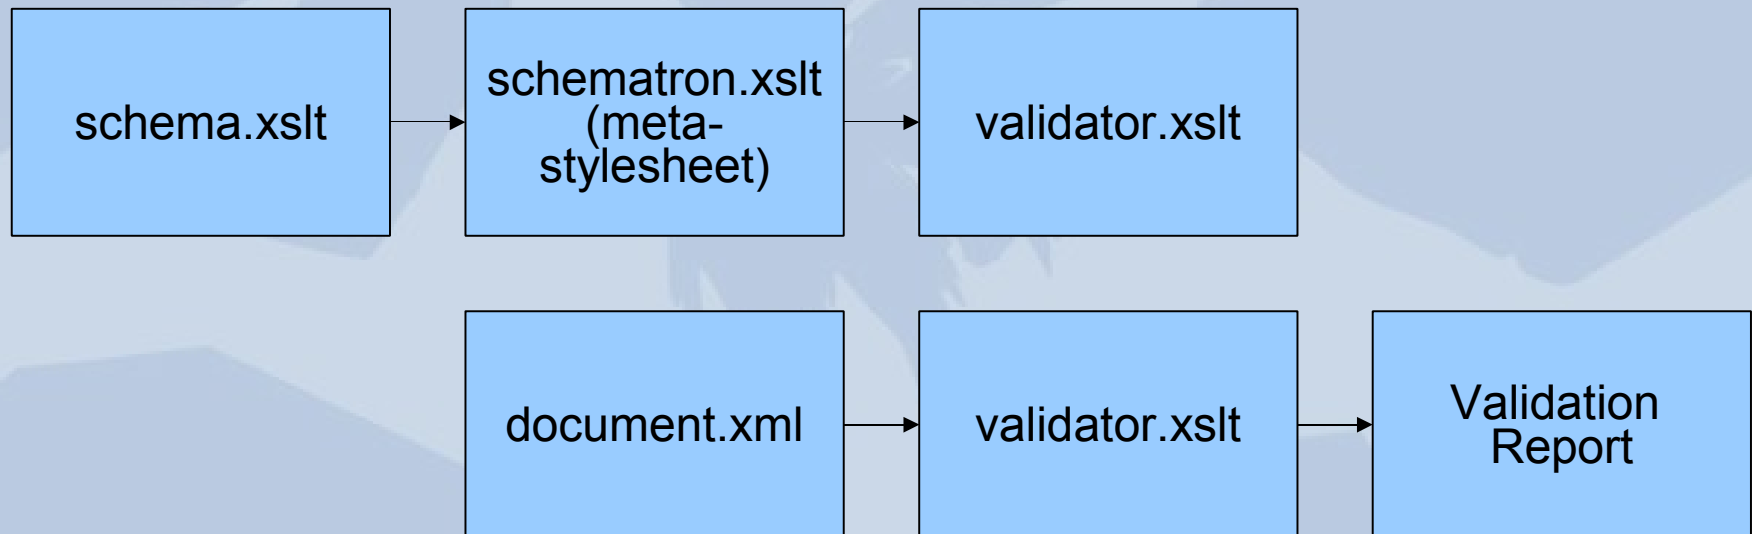 schema.xslt
schematron.xslt
(meta-
stylesheet)
validator.xslt
document.xml
validator.xslt
Validation
Report